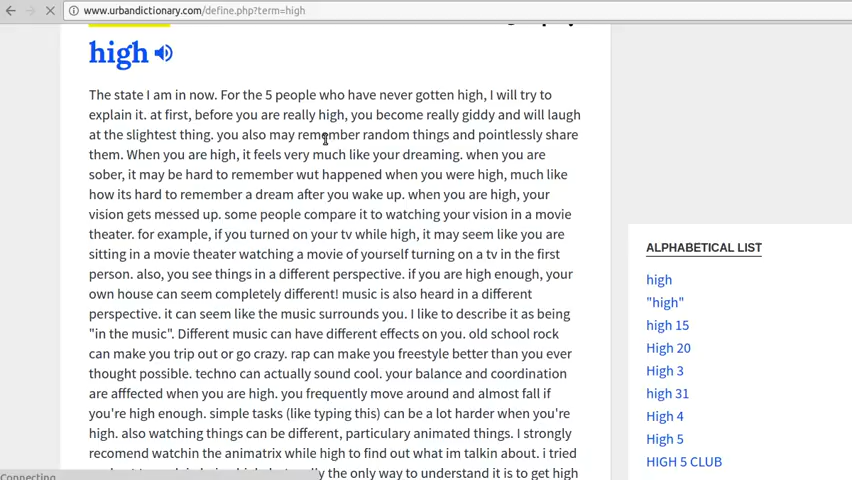 www.urbandictionary.com/define.php?term=high
high
The state I am in now. For the 5 people who have never gotten high, I will try to
explain it. at first, before you are really high, you become really giddy and will laugh
at the slightest thing. you also may remember random things and pointlessly share
them. When you are high, it feels very much like your dreaming. when you are
sober, it may be hard to remember wut happened when you were high, much like
how its hard to remember a dream after you wake up. when you are high, your
vision gets messed up. some people compare it to watching your vision in a movie
theater. for example, if you turned on your tv while high, it may seem like you are
sitting in a movie theater watching a movie of yourself turning on a tv in the first
person. also, you see things in a different perspective. if you are high enough, your
own house can seem completely different! music is also heard in a different
perspective. it can seem like the music surrounds you. I like to describe it as being
"in the music". Different music can have different effects on you. old school rock
can make you trip out or go crazy. rap can make you freestyle better than you ever
thought possible. techno can actually sound cool. your balance and coordination
are afffected when you are high. you frequently move around and almost fall if
you're high enough. simple tasks (like typing this) can be a lot harder when you're
high. also watching things can be different, particulary animated things. I strongly
recomend watchin the animatrix while high to find out what im talkin about. i tried
the only way to understand it is to get high
ALPHABETICAL LIST
high
"high"
high 15
High 20
High 3
high 31
High 4
High 5
HIGH 5 CLUB
Connecting